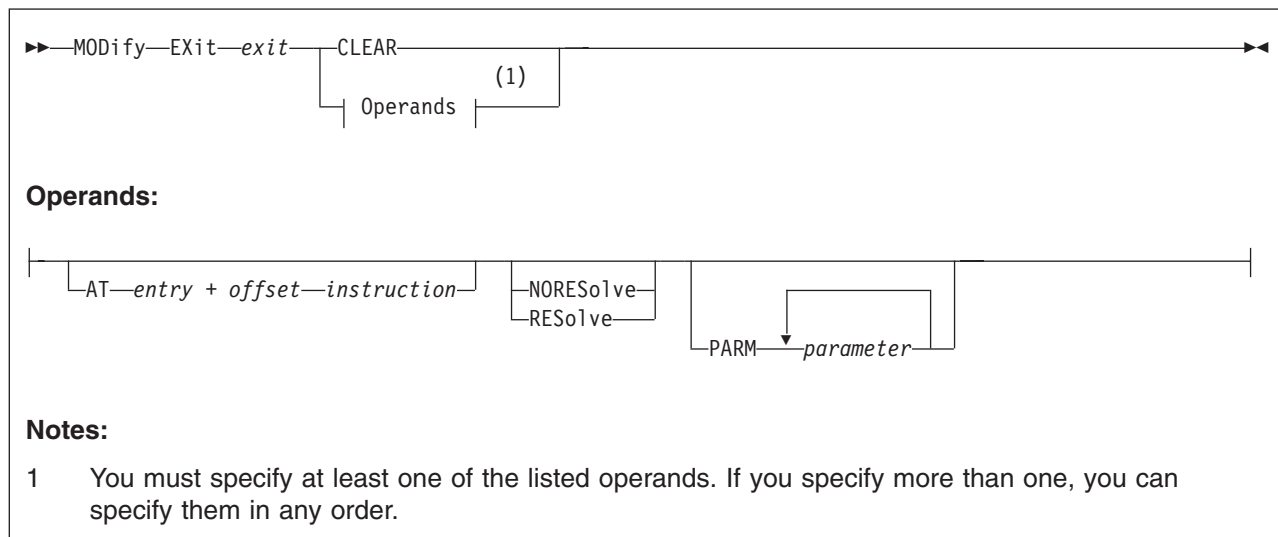 MODify EXit exit CLEAR
(1)
Operands
Operands:
AT entry + offset instruction NORESolve
RESolve
PARM parameter
Notes:
1 You must specify at least one of the listed operands. If you specify more than one, you can
specify them in any order.